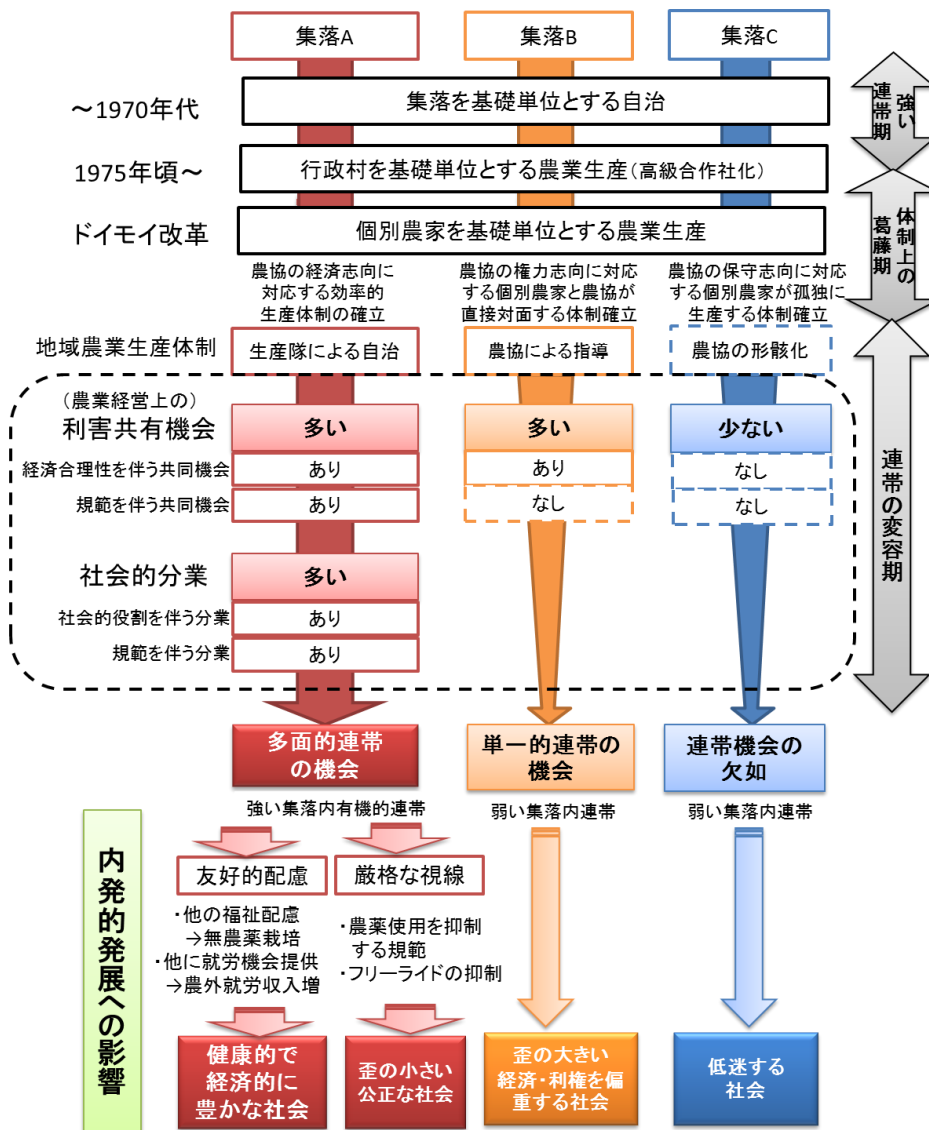 集落A
集落B
集落C
～1970年代
集落を基礎単位とする自治
強い
連帯期
1975年頃～
行政村を基礎単位とする農業生産(高級合作社化)
ドイモイ改革
個別農家を基礎単位とする農業生産
体制上の
葛藤期
農協の経済志向に
対応する効率的
生産体制の確立
農協の権力志向に対応
する個別農家と農協が
直接対面する体制確立
農協の保守志向に対応
する個別農家が孤独に
生産する体制確立
地域農業生産体制
生産隊による自治
農協による指導
農協の形骸化
(農業経営上の)
利害共有機会
多い
多い
少ない
経済合理性を伴う共同機会
あり
あり
なし
規範を伴う共同機会
あり
なし
なし
連帯の変容期
社会的分業
多い
社会的役割を伴う分業
あり
規範を伴う分業
あり
多面的連帯
の機会
単一的連帯の
機会
連帯機会の
欠如
強い集落内有機的連帯
弱い集落内連帯
弱い集落内連帯
内発的発展への影響
友好的配慮
厳格な視線
・他の福祉配慮
→無農薬栽培
・他に就労機会提供
→農外就労収入増
・農薬使用を抑制
する規範
・フリーライドの抑制
健康的で
経済的に
豊かな社会
歪の小さい
公正な社会
歪の大きい
経済・利権を偏
重する社会
低迷する
社会